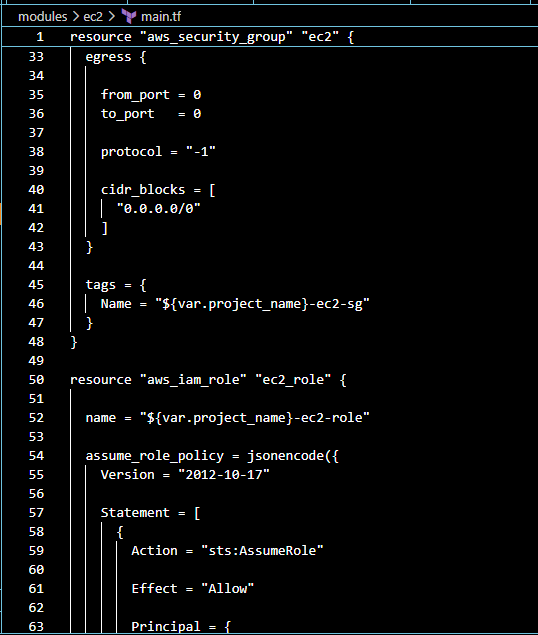 modules > ec2 > main.tf
1 resource "aws_security_group" "ec2" {
33 egress {
34
35 from_port = 0
36 to_port   = 0
37
38 protocol = "-1"
39
40 cidr_blocks = [
41 "0.0.0.0/0"
42 ]
43 }
44
45 tags = {
46 Name = "${var.project_name}-ec2-sg"
47 }
48 }
49
50 resource "aws_iam_role" "ec2_role" {
51
52 name = "${var.project_name}-ec2-role"
53
54 assume_role_policy = jsonencode({
55 Version = "2012-10-17"
56
57 Statement = [
58 {
59 Action = "sts:AssumeRole"
60
61 Effect = "Allow"
62
63 Principal = {